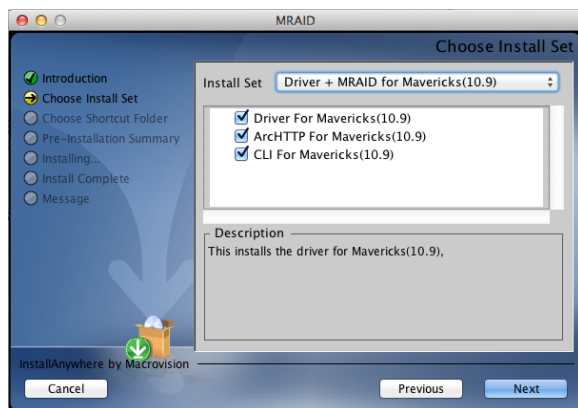 MRAID
Choose Install Set
Introduction
Choose Install Set
Choose Shortcut Folder
Pre-Installation Summary
Installing...
Install Complete
Message
Install Set
Driver + MRAID for Mavericks(10.9)
Driver For Mavericks(10.9)
ArcHTTP For Mavericks(10.9)
CLI For Mavericks(10.9)
Description
This installs the driver for Mavericks(10.9),
InstallAnywhere by Macrovision
Cancel
Previous
Next